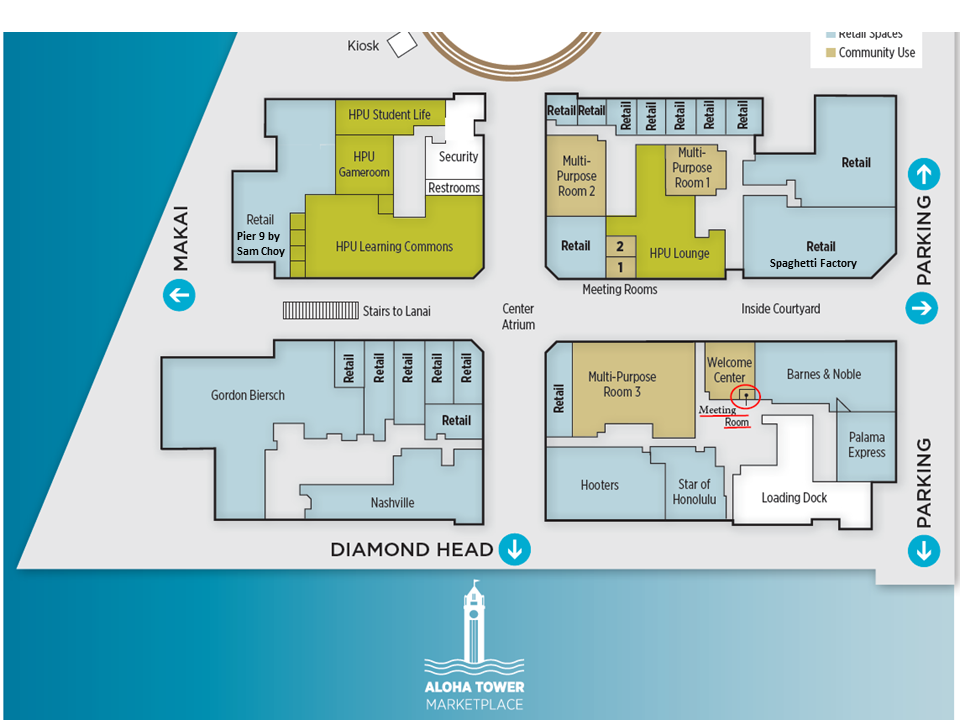 Kiosk
Retail Spaces
Community Use
HPU Student Life
HPU
Gameroom
Security
Restrooms
Retail
Pier 9 by
Sam Choy
HPU Learning Commons
Retail
Retail
Retail
Retail
Retail
Retail
Retail
Multi-
Purpose
Room 2
Multi-
Purpose
Room 1
Retail
Retail
2
1
HPU Lounge
Retail
Spaghetti Factory
Meeting Rooms
MAKAI
PARKING
Stairs to Lanai
Center
Atrium
Inside Courtyard
Gordon Biersch
Retail
Retail
Retail
Retail
Retail
Retail
Nashville
Retail
Multi-Purpose
Room 3
Welcome
Center
Barnes & Noble
Meeting
Room
Palama
Express
Hooters
Star of
Honolulu
Loading Dock
PARKING
DIAMOND HEAD
ALOHA TOWER
MARKETPLACE